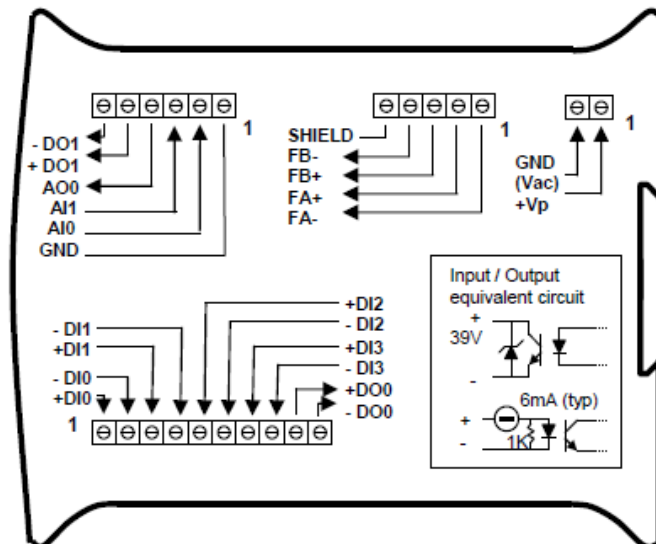 1
- DO1
+ DO1
AO0
AI1
AI0
GND
1
SHIELD
FB-
FB+
FA+
FA-
1
GND
(Vac)
+Vp
- DI1
+DI1
- DI0
+DI0
1
+DI2
- DI2
+DI3
- DI3
+DO0
- DO0
Input / Output
equivalent circuit
+
39V
-
6mA (typ)
+
-
1K